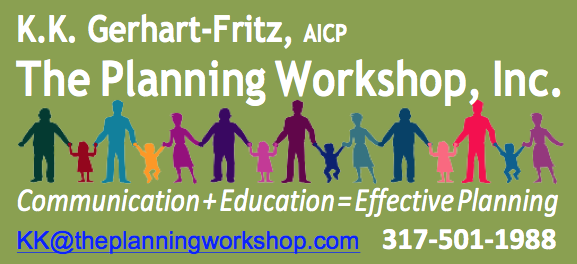 K.K. Gerhart-Fritz, AICP
The Planning Workshop, Inc.
Communication + Education = Effective Planning
KK@theplanningworkshop.com 317-501-1988